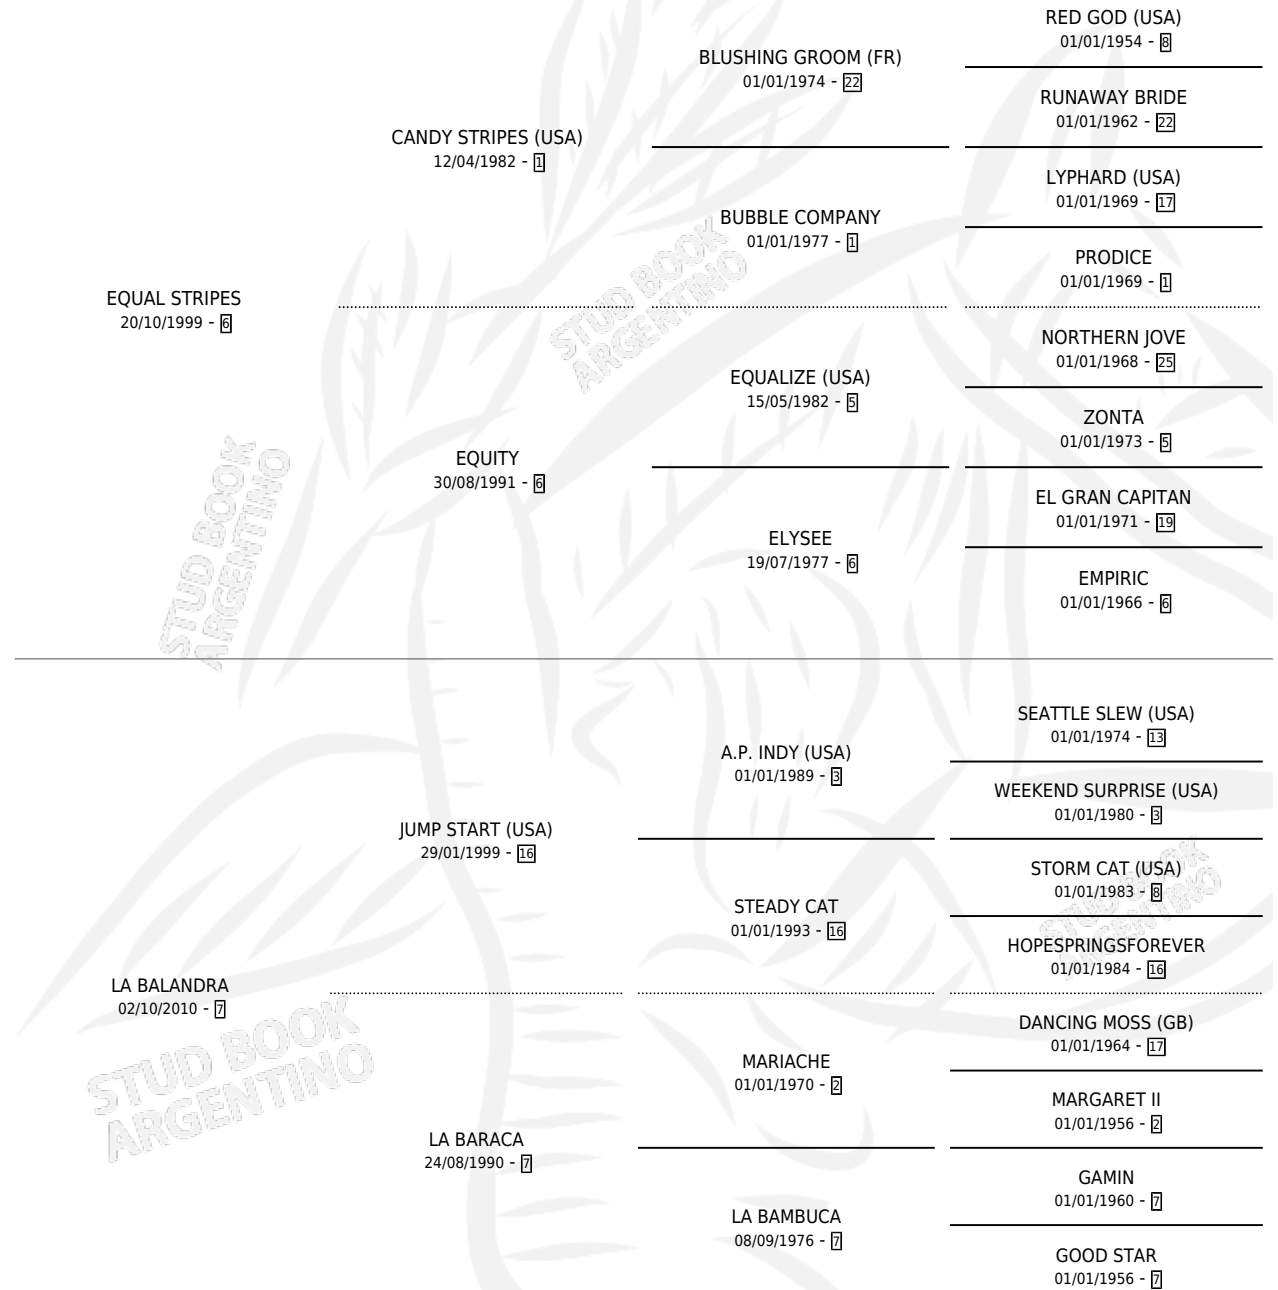 RED GOD (USA)
01/01/1954 - 8
BLUSHING GROOM (FR)
01/01/1974 - 22
RUNAWAY BRIDE
01/01/1962 - 22
CANDY STRIPES (USA)
12/04/1982 - 1
LYPHARD (USA)
01/01/1969 - 17
BUBBLE COMPANY
01/01/1977 - 1
PRODICE
01/01/1969 - 1
EQUAL STRIPES
20/10/1999 - 6
STUD BOOK
ARGENTINO
NORTHERN JOVE
01/01/1968 - 25
EQUALIZE (USA)
15/05/1982 - 5
ZONTA
01/01/1973 - 5
EQUITY
30/08/1991 - 6
EL GRAN CAPITAN
01/01/1971 - 19
ELYSEE
19/07/1977 - 6
EMPIRIC
01/01/1966 - 6
STUD BOOK
ARGENTINO
SEATTLE SLEW (USA)
01/01/1974 - 13
A.P. INDY (USA)
01/01/1989 - 3
WEEKEND SURPRISE (USA)
01/01/1980 - 3
JUMP START (USA)
29/01/1999 - 16
STORM CAT (USA)
01/01/1983 - 8
STEADY CAT
01/01/1993 - 16
STUD BOOK
ARGENTINO
HOPESPRINGSFOREVER
01/01/1984 - 16
LA BALANDRA
02/10/2010 - 7
DANCING MOSS (GB)
01/01/1964 - 17
MARIACHE
01/01/1970 - 2
STUD BOOK
ARGENTINO
MARGARET II
01/01/1956 - 2
LA BARACA
24/08/1990 - 7
GAMIN
01/01/1960 - 7
LA BAMBUCA
08/09/1976 - 7
GOOD STAR
01/01/1956 - 7